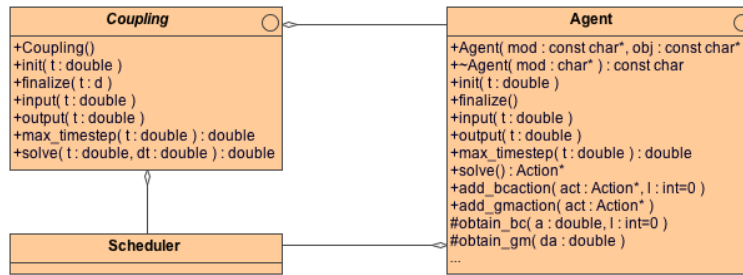 Coupling
+Coupling()
+init( t : double )
+finalize( t : d )
+input( t : double )
+output( t : double )
+max_timestep( t : double ) : double
+solve( t : double, dt : double ) : double
Agent
+Agent( mod : const char*, obj : const char*
+~Agent( mod : char* ) : const char
+init( t : double )
+finalize()
+input( t : double )
+output( t : double )
+max_timestep( t : double ) : double
+solve() : Action*
+add_bcaction( act : Action*, l : int=0 )
+add_gmaction( act : Action* )
#obtain_bc( a : double, l : int=0 )
#obtain_gm( da : double )
...
Scheduler